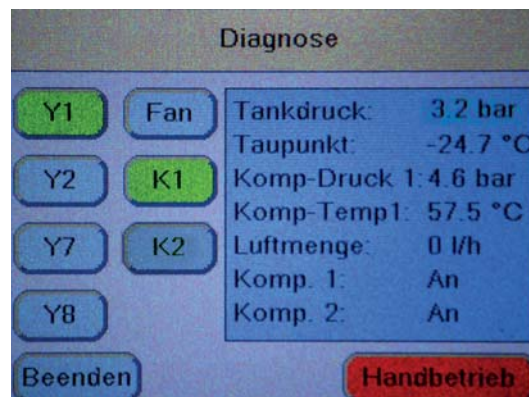 Diagnose
Y1 Fan Tankdruck: 3.2 bar
Taupunkt: -24.7 °C
Y2 K1 Komp-Druck 1: 4.6 bar
Komp-Temp1: 57.5 °C
Y7 K2 Luftmenge: 0 l/h
Komp. 1: An
Y8 Komp. 2: An
Beenden Handbetrieb